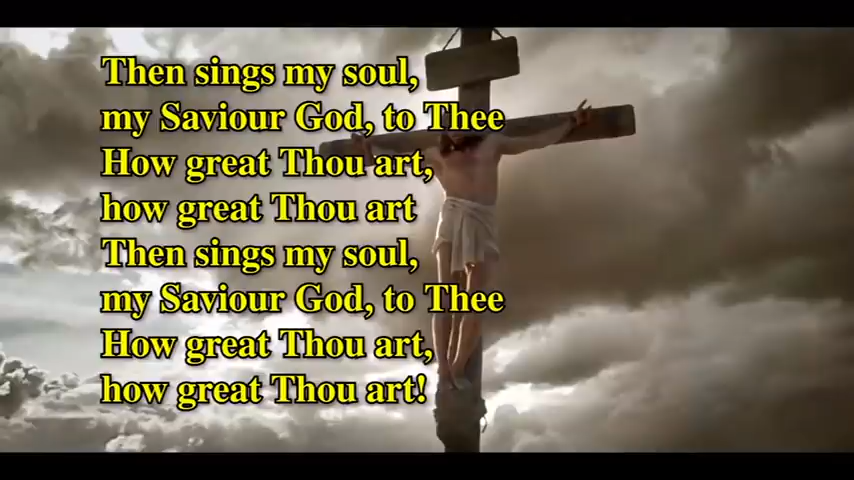 Then sings my soul,
my Saviour God, to Thee
How great Thou art,
how great Thou art
Then sings my soul,
my Saviour God, to Thee
How great Thou art,
how great Thou art!